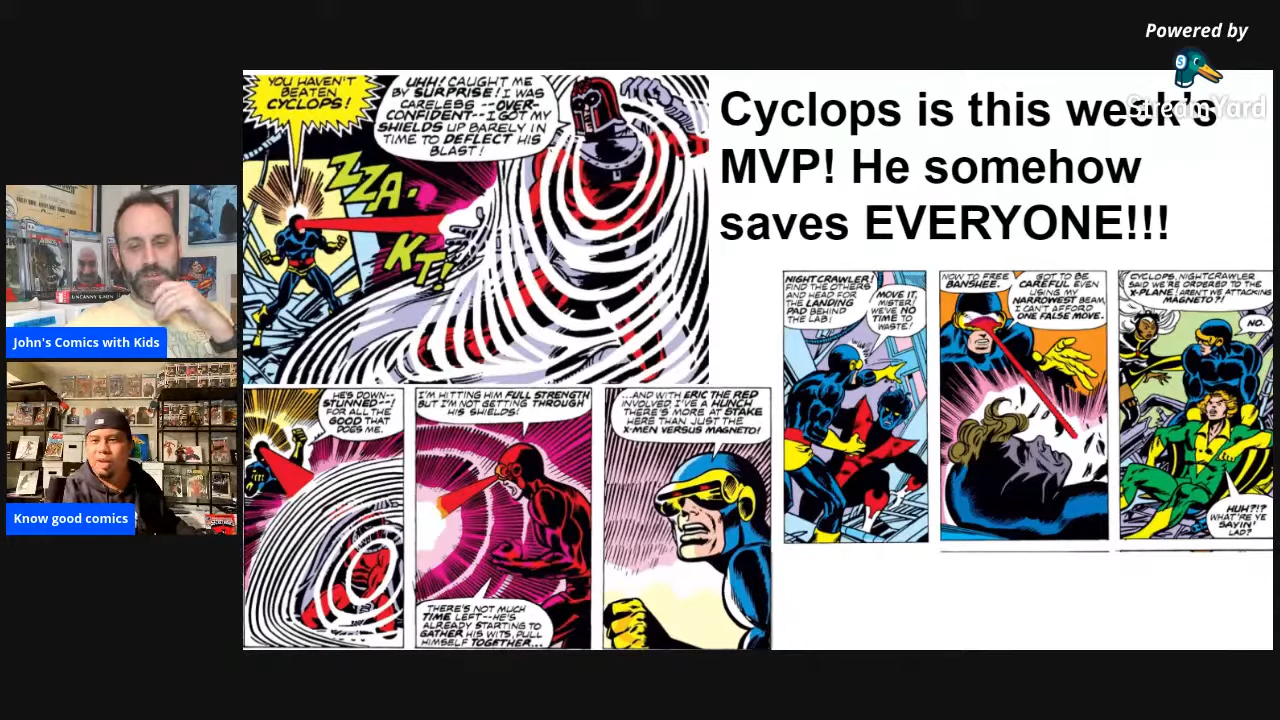 Powered by
StreamYard
Cyclops is this week's
MVP! He somehow
saves EVERYONE!!!
YOU HAVEN'T
BEATEN
CYCLOPS!
UHH! CAUGHT ME
BY SURPRISE! I WAS
CARELESS -- OVER-
CONFIDENT -- I GOT MY
SHIELDS UP BARELY IN
TIME TO DEFLECT HIS
BLAST!
ZZA-
KT!
HE'S DOWN--
STUNNED--!
FOR ALL THE
GOOD THAT
DOES ME.
I'M HITTING HIM FULL STRENGTH
BUT I'M NOT GETTING THROUGH
HIS SHIELDS!
THERE'S NOT MUCH
TIME LEFT--HE'S
ALREADY STARTING TO
GATHER HIS WITS, PULL
HIMSELF TOGETHER...
...AND WITH ERIC THE RED
INVOLVED, I'VE A HUNCH
THERE'S MORE AT STAKE
HERE THAN JUST THE
X-MEN VERSUS MAGNETO!
NIGHTCRAWLER!
FIND THE OTHERS
AND HEAD FOR
THE LANDING
PAD BEHIND
THE LAB!
MOVE IT,
MISTER!
WE'VE NO
TIME TO
WASTE!
NOW TO FREE
BANSHEE.
GOT TO BE
CAREFUL. EVEN
USING MY
NARROWEST BEAM,
I CAN'T AFFORD
ONE FALSE MOVE.
CYCLOPS, NIGHTCRAWLER
SAID WE'RE ORDERED TO THE
X-PLANE! AREN'T WE ATTACKING
MAGNETO?!
NO.
HUH?!?
WHAT'RE YE
SAYIN'
LAD?
John's Comics with Kids
Know good comics